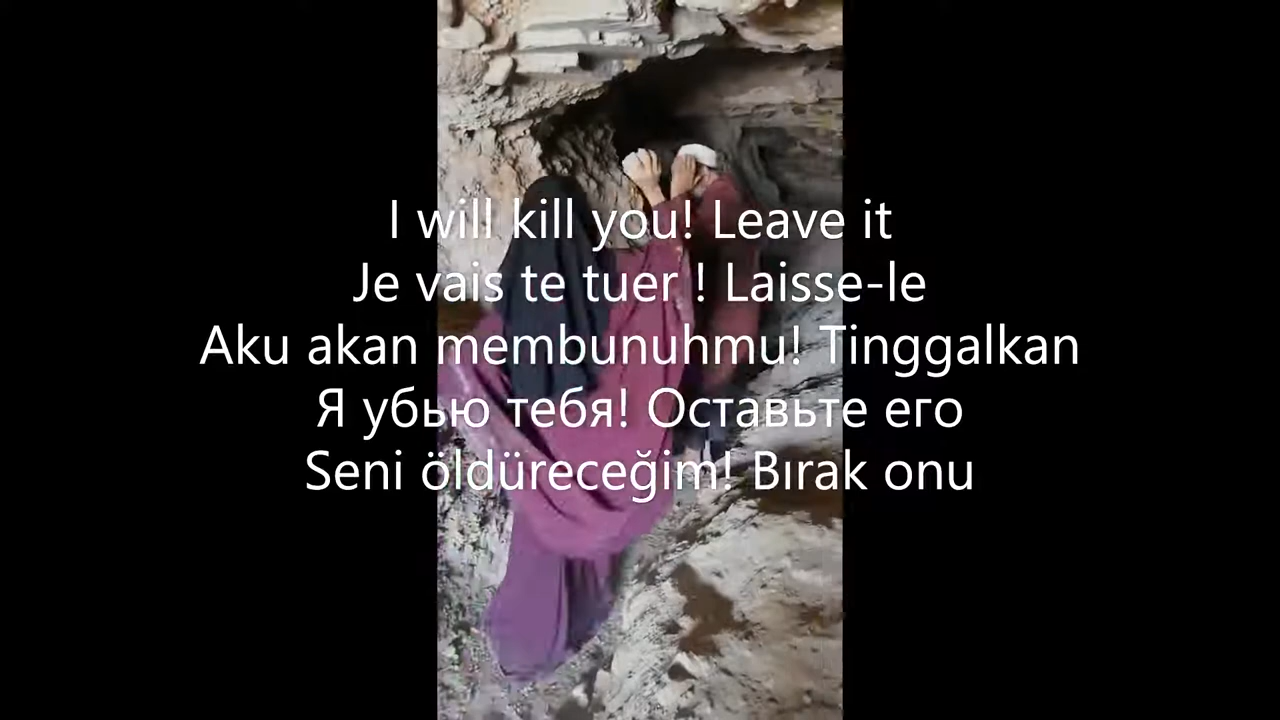 I will kill you! Leave it
Je vais te tuer ! Laisse-le
Aku akan membunuhmu! Tinggalkan
Я убью тебя! Оставьте его
Seni öldüreceğim! Bırak onu